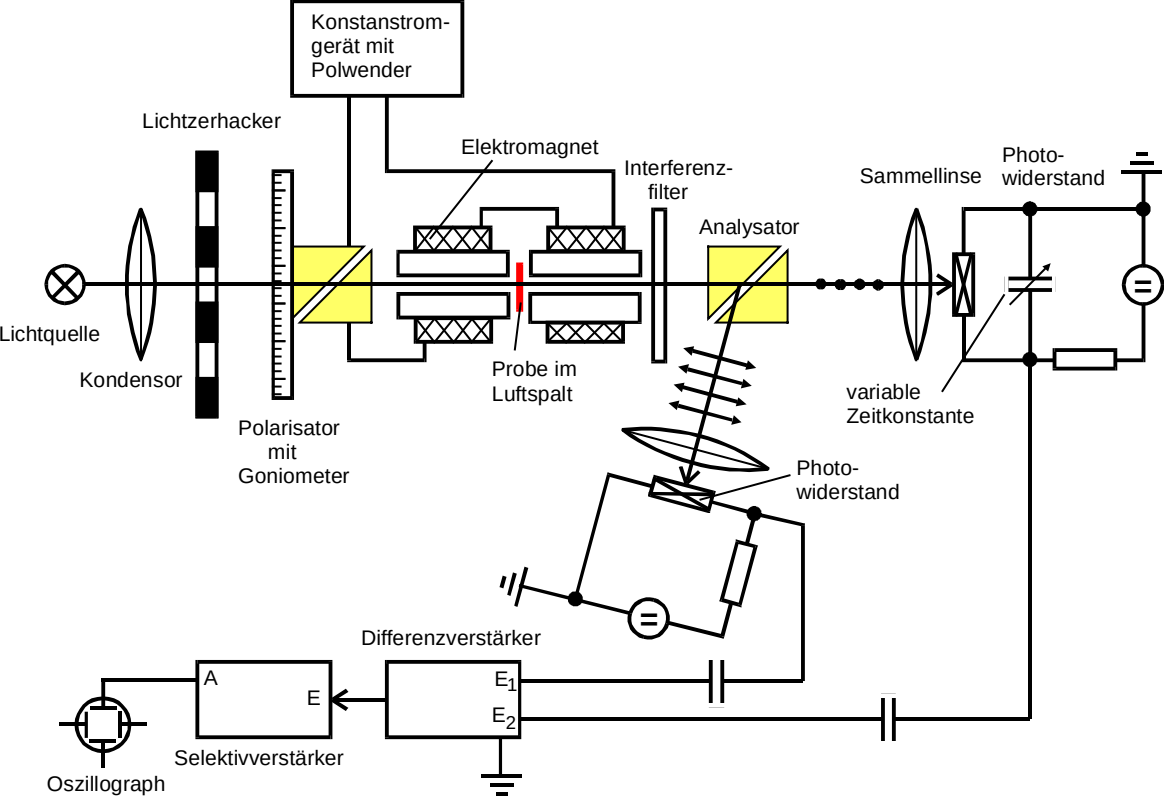 Konstanstrom-
gerät mit
Polwender
Lichtzerhacker
Elektromagnet
Interferenz-
filter
Analysator
Sammellinse
Photo-
widerstand
Lichtquelle
Kondensor
Polarisator
mit
Goniometer
Probe im
Luftspalt
variable
Zeitkonstante
Photo-
widerstand
Differenzverstärker
A
E
E1
E2
Selektivverstärker
Oszillograph